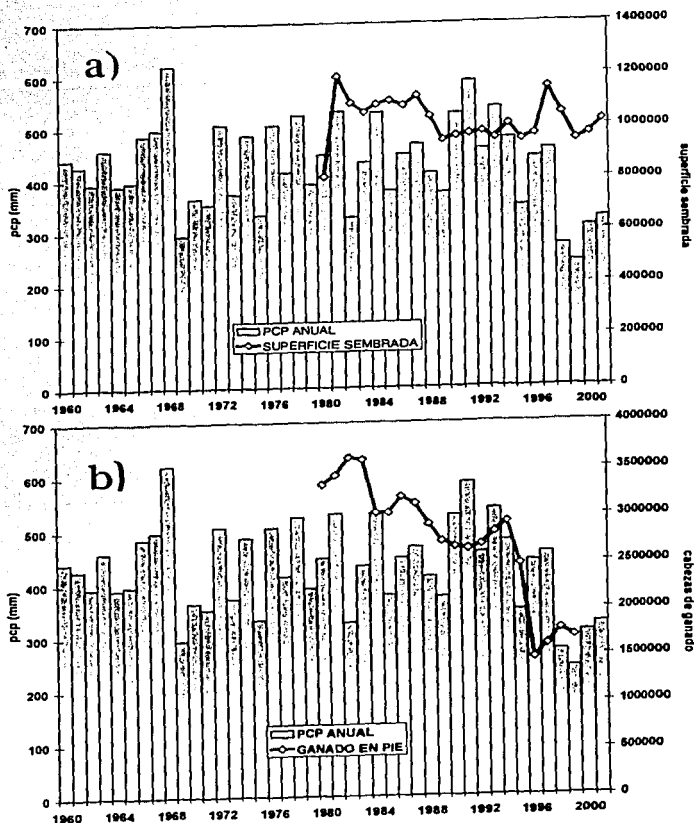 a)
700
600
500
400
300
200
100
0
pcp (mm)
1400000
1200000
1000000
800000
600000
400000
200000
0
superficie sembrada
PCP ANUAL
SUPERFICIE SEMBRADA
1960 1964 1968 1972 1976 1980 1984 1988 1992 1996 2000
b)
700
600
500
400
300
200
100
0
pcp (mm)
4000000
3500000
3000000
2500000
2000000
1500000
1000000
500000
0
cabezas de ganado
PCP ANUAL
GANADO EN PIE
1960 1964 1968 1972 1976 1980 1984 1988 1992 1996 2000